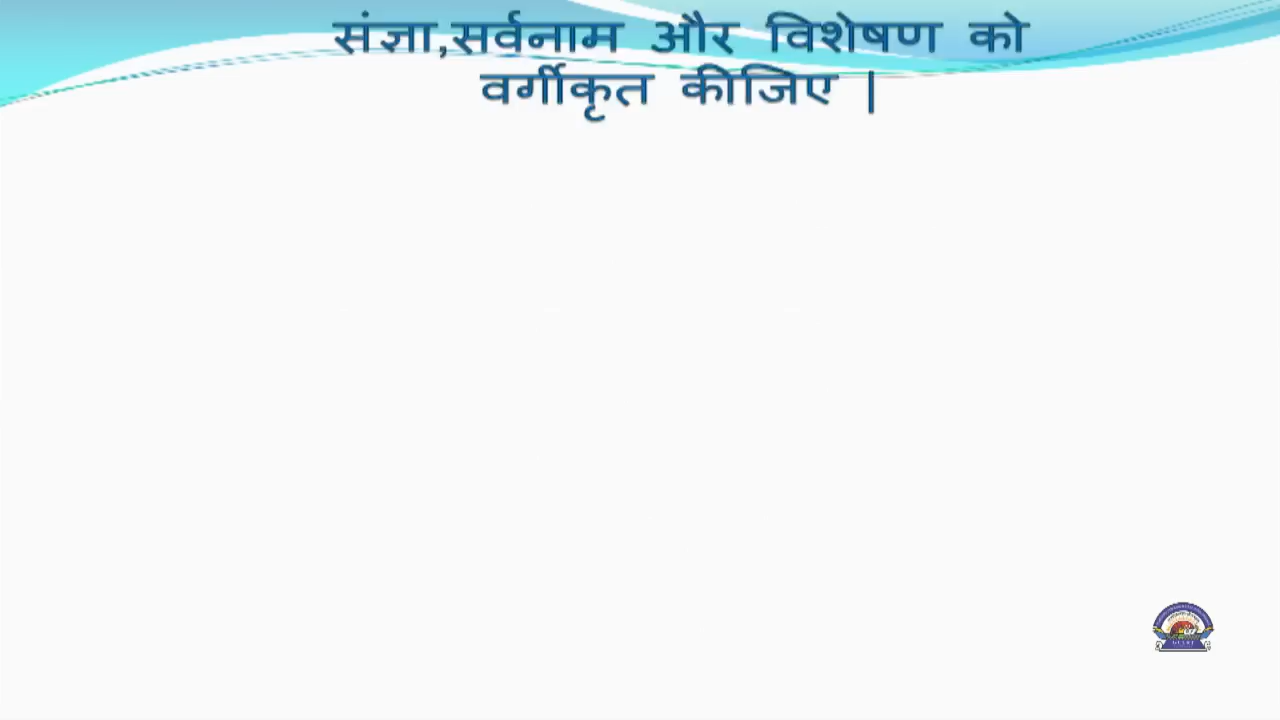 संज्ञा,सर्वनाम और विशेषण को
वर्गीकृत कीजिए |